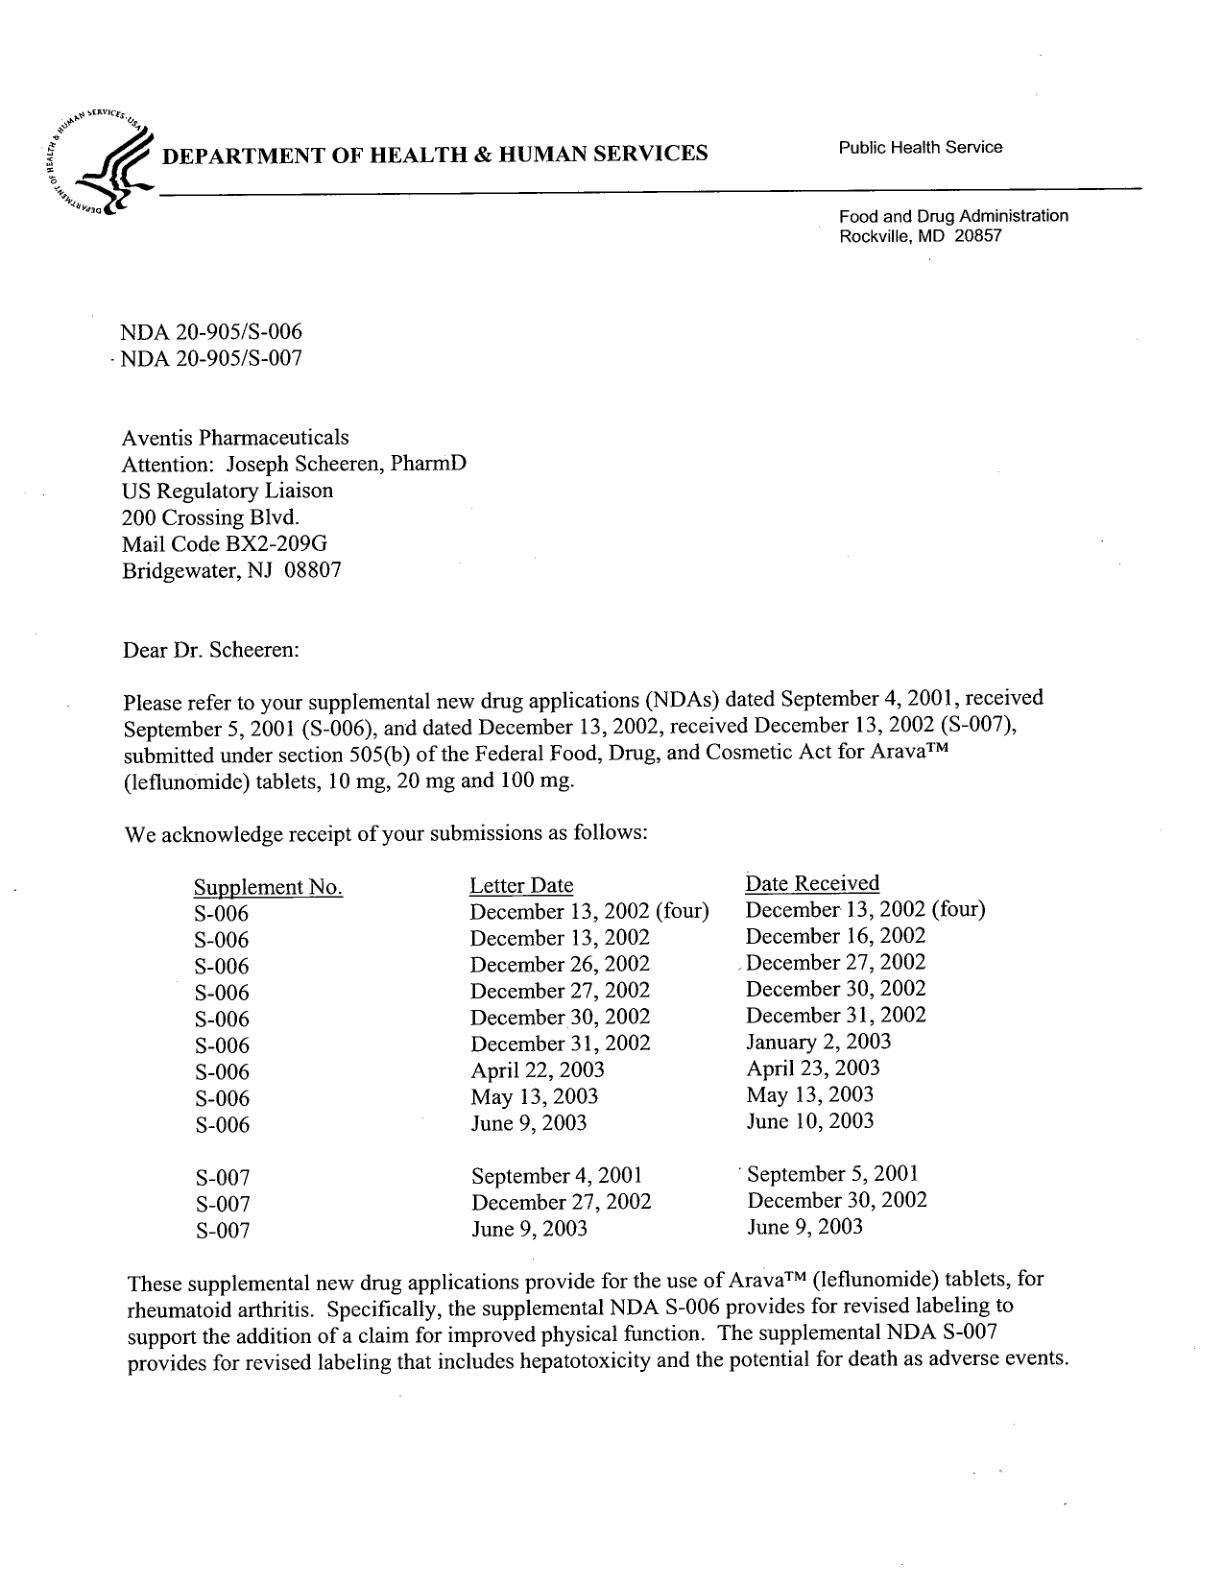 DEPARTMENT OF HEALTH & HUMAN SERVICES·USA
DEPARTMENT OF HEALTH & HUMAN SERVICES
Public Health Service
Food and Drug Administration
Rockville, MD 20857
NDA 20-905/S-006
NDA 20-905/S-007
Aventis Pharmaceuticals
Attention: Joseph Scheeren, PharmD
US Regulatory Liaison
200 Crossing Blvd.
Mail Code BX2-209G
Bridgewater, NJ 08807
Dear Dr. Scheeren:
Please refer to your supplemental new drug applications (NDAs) dated September 4, 2001, received
September 5, 2001 (S-006), and dated December 13, 2002, received December 13, 2002 (S-007),
submitted under section 505(b) of the Federal Food, Drug, and Cosmetic Act for Arava™
(leflunomide) tablets, 10 mg, 20 mg and 100 mg.
We acknowledge receipt of your submissions as follows:
Supplement No. Letter Date Date Received
S-006 December 13, 2002 (four) December 13, 2002 (four)
S-006 December 13, 2002 December 16, 2002
S-006 December 26, 2002 December 27, 2002
S-006 December 27, 2002 December 30, 2002
S-006 December 30, 2002 December 31, 2002
S-006 December 31, 2002 January 2, 2003
S-006 April 22, 2003 April 23, 2003
S-006 May 13, 2003 May 13, 2003
S-006 June 9, 2003 June 10, 2003
S-007 September 4, 2001 September 5, 2001
S-007 December 27, 2002 December 30, 2002
S-007 June 9, 2003 June 9, 2003
These supplemental new drug applications provide for the use of Arava™ (leflunomide) tablets, for
rheumatoid arthritis. Specifically, the supplemental NDA S-006 provides for revised labeling to
support the addition of a claim for improved physical function. The supplemental NDA S-007
provides for revised labeling that includes hepatotoxicity and the potential for death as adverse events.